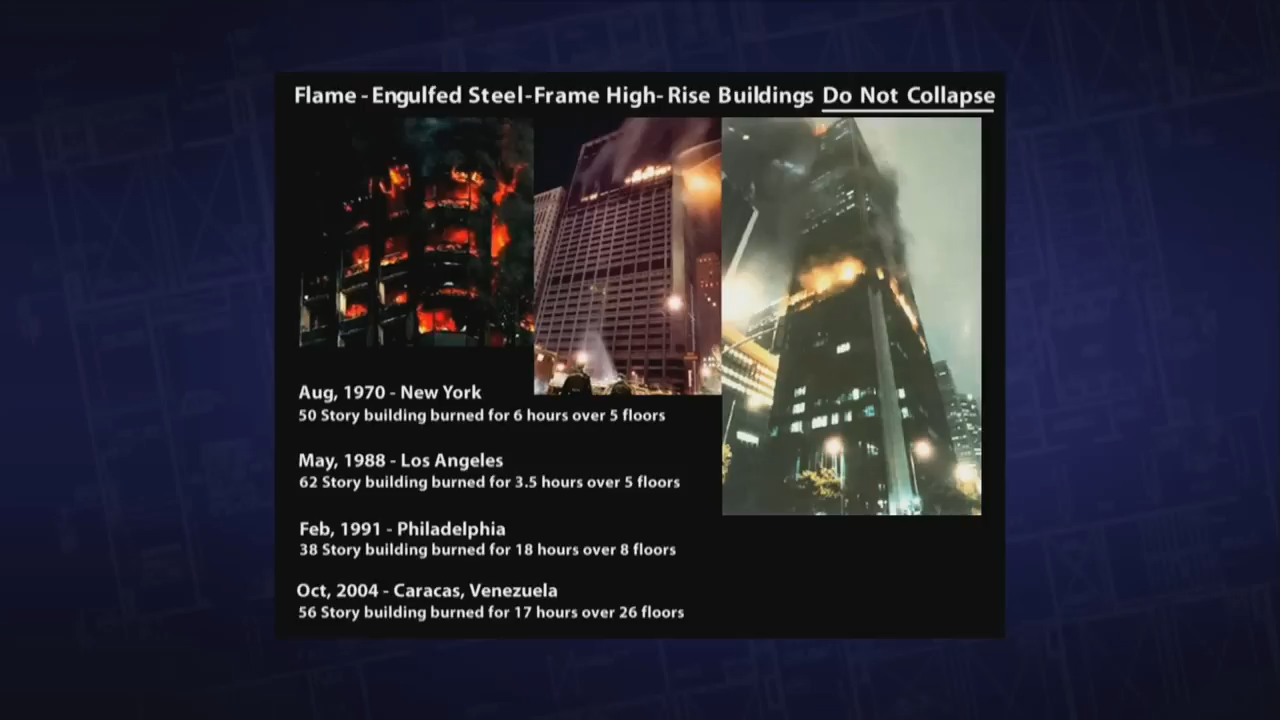 Flame - Engulfed Steel-Frame High- Rise Buildings Do Not Collapse
Aug, 1970 - New York
50 Story building burned for 6 hours over 5 floors
May, 1988 - Los Angeles
62 Story building burned for 3.5 hours over 5 floors
Feb, 1991 - Philadelphia
38 Story building burned for 18 hours over 8 floors
Oct, 2004 - Caracas, Venezuela
56 Story building burned for 17 hours over 26 floors